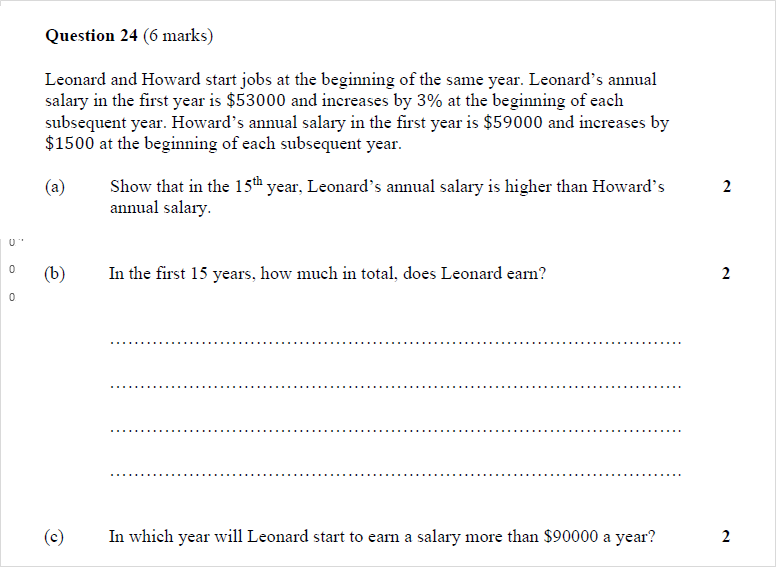 Question 24 (6 marks)
Leonard and Howard start jobs at the beginning of the same year. Leonard's annual
salary in the first year is $53000 and increases by 3% at the beginning of each
subsequent year. Howard's annual salary in the first year is $59000 and increases by
$1500 at the beginning of each subsequent year.
(a) Show that in the 15th year, Leonard's annual salary is higher than Howard's 2
annual salary.
0
(b) In the first 15 years, how much in total, does Leonard earn? 2
0
(c) In which year will Leonard start to earn a salary more than $90000 a year? 2